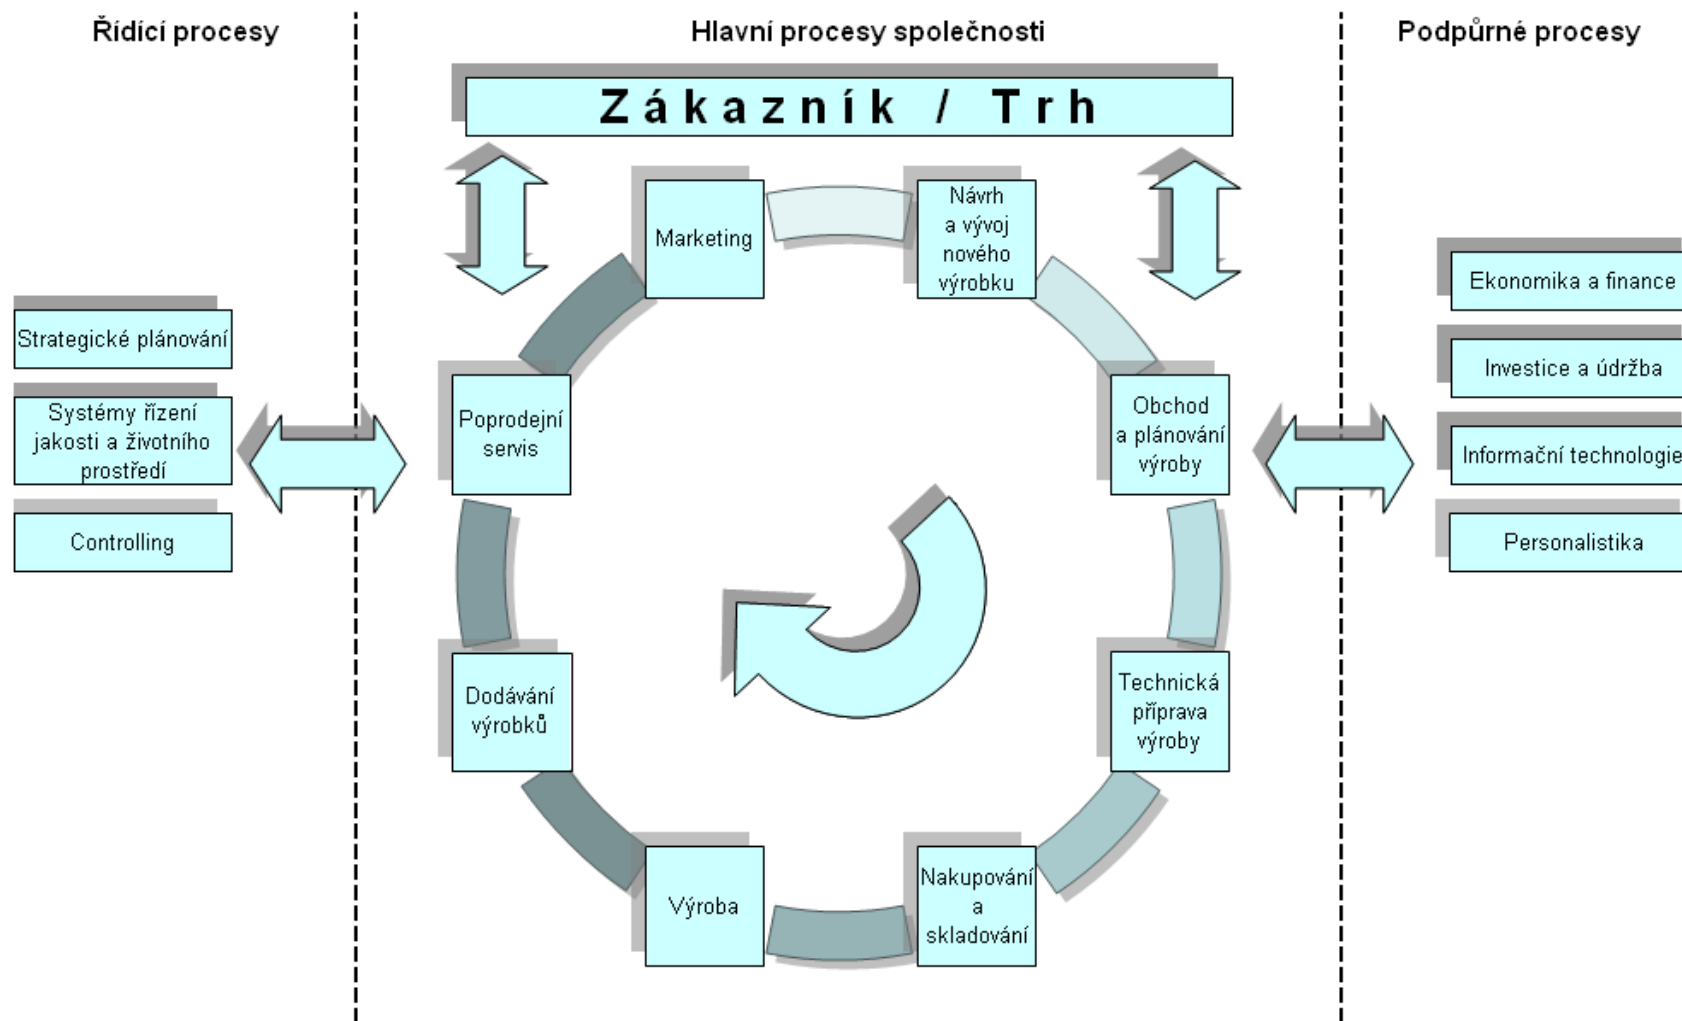 Řídící procesy
Hlavní procesy společnosti
Podpůrné procesy
Zákazník / Trh
Marketing
Návrh
a vývoj
nového
výrobku
Obchod
a plánování
výroby
Technická
příprava
výroby
Nakupování
a
skladování
Výroba
Dodávání
výrobků
Poprodejní
servis
Strategické plánování
Systémy řízení
jakosti a životního
prostředí
Controlling
Ekonomika a finance
Investice a údržba
Informační technologie
Personalistika